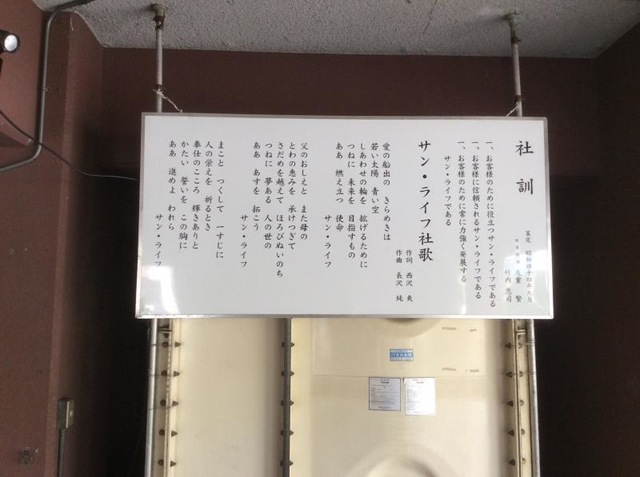 社訓
一、お客様のために役立つサン・ライフである
一、お客様に信頼されるサン・ライフである
一、お客様のために常に力強く発展する
サン・ライフである
サン・ライフ社歌
作詞 西沢 爽
作曲 長沢 純
愛の船出の きらめきは
若い太陽 青い空
しあわせの輪を 拡げるために
つねに 未来を 目指すもの
ああ 燃え立つ 使命
サン・ライフ
父のおしえと また母の
とわの恵みを 承けつぎて
さだめを越えて ほろびぬいのち
つねに 夢ある 人の世の
ああ あすを 拓こう
サン・ライフ
まこと つくして 一すじに
人の栄えを 祈るとき
奉仕のこころ 輝きありと
かたい 誓いを この胸に
ああ 進めよ われら
サン・ライフ